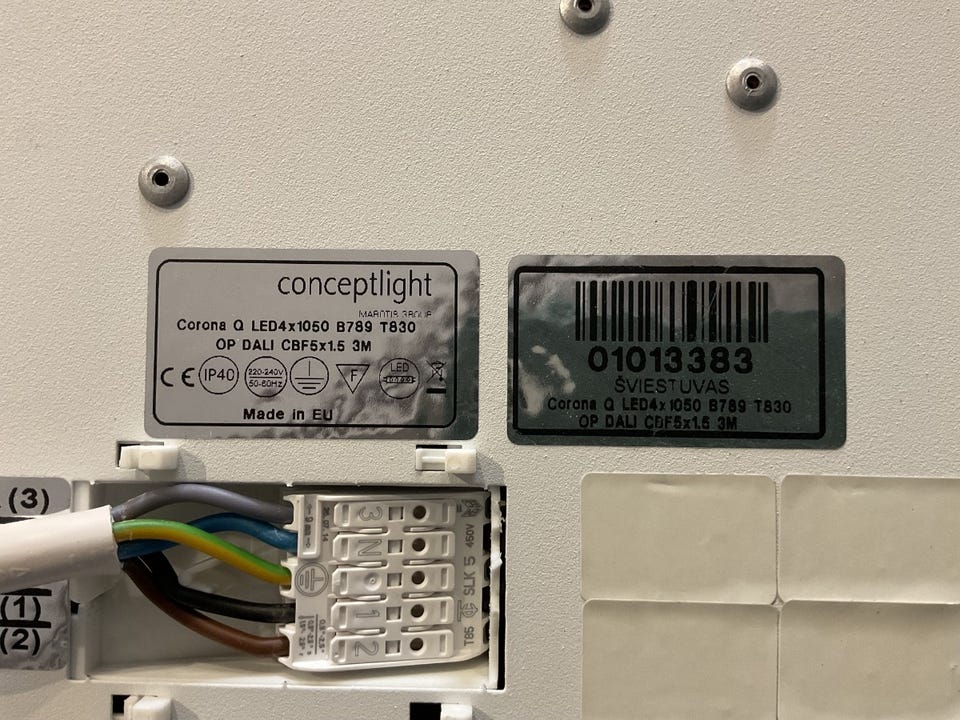 conceptlight
MARĢTIS GROUP
Corona Q LED4x1050 B789 T830
OP DALI CBF5x1.5 3M
CE IP40 220-240V 50-60Hz F LED
Made in EU
01013383
ŠVIESTUVAS
Corona Q LED4x1050 B789 T830
OP DALI CBF5x1.5 3M
(3)
(1)
(2)
3
N
1
2
450V
SLK 5
T85